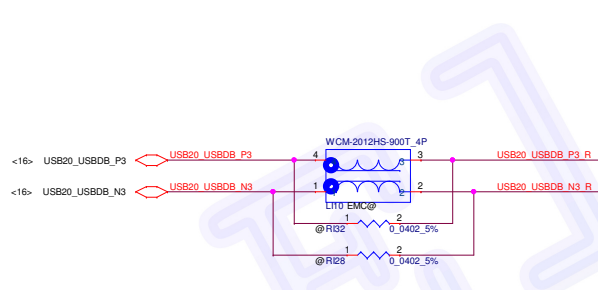 WCM-2012HS-900T_4P
<16> USB20_USBDB_P3 USB20_USBDB_P3 4 3 3 USB20_USBDB_P3_R
<16> USB20_USBDB_N3 USB20_USBDB_N3 1 2 2 USB20_USBDB_N3_R
LI10 EMC@
1 2
@ RI32 0_0402_5%
1 2
@ RI28 0_0402_5%